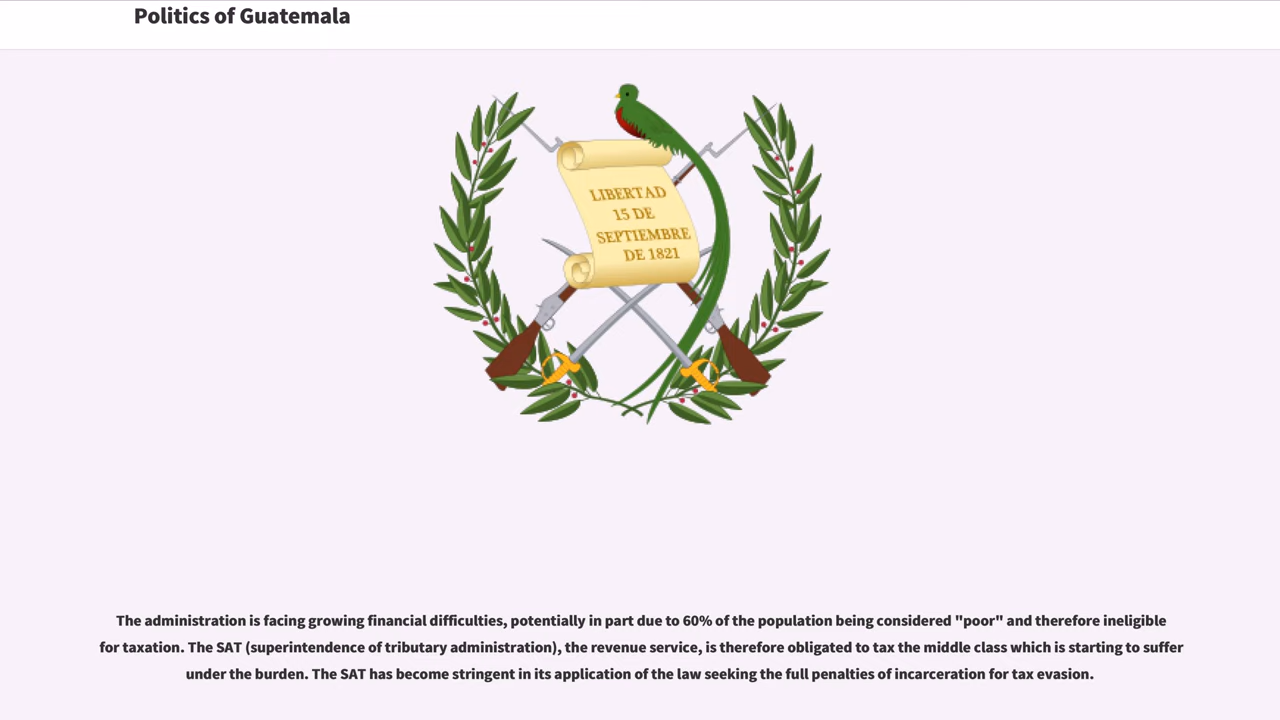 Politics of Guatemala
LIBERTAD
15 DE
SEPTIEMBRE
DE 1821
The administration is facing growing financial difficulties, potentially in part due to 60% of the population being considered "poor" and therefore ineligible
for taxation. The SAT (superintendence of tributary administration), the revenue service, is therefore obligated to tax the middle class which is starting to suffer
under the burden. The SAT has become stringent in its application of the law seeking the full penalties of incarceration for tax evasion.